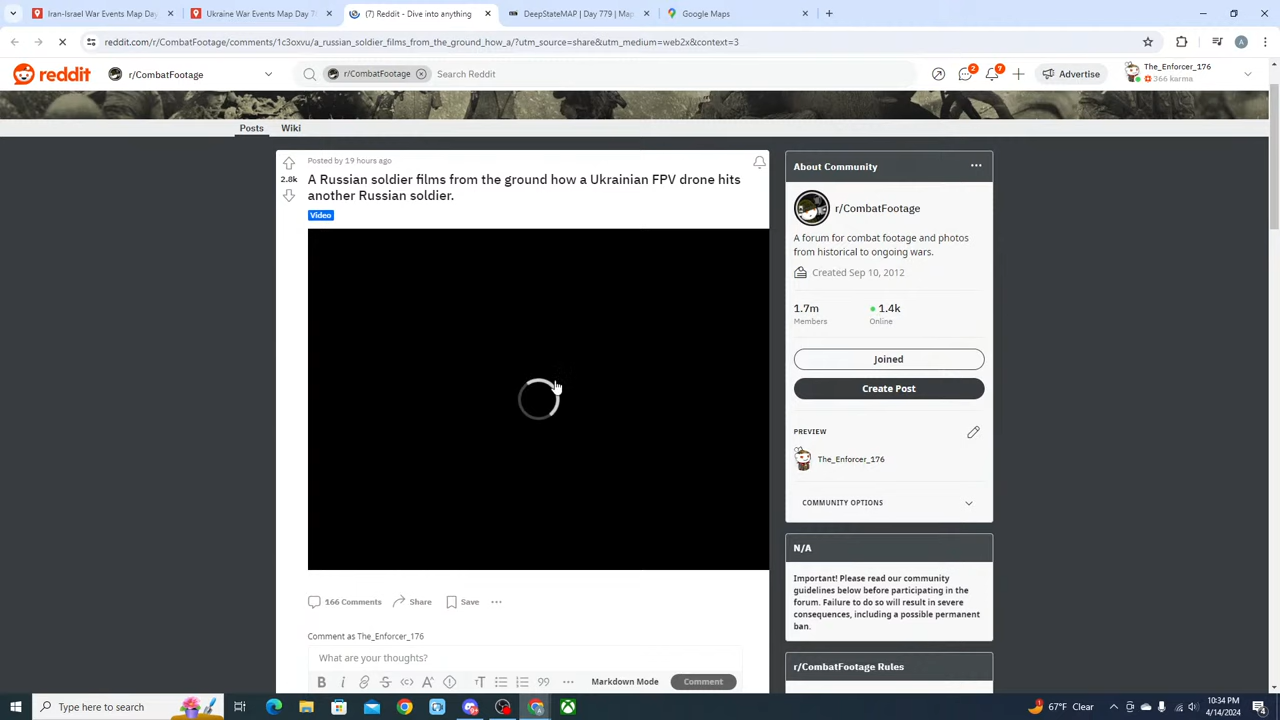 Iran-Israel War Events Map Day
Ukraine War Events Map Day 7
(7) Reddit - Dive into anything
DeepStateMAP | Day 779 | Map o
Google Maps
reddit.com/r/CombatFootage/comments/1c3oxvu/a_russian_soldier_films_from_the_ground_how_a/?utm_source=share&utm_medium=web2x&context=3
A
reddit
r/CombatFootage
r/CombatFootage
Search Reddit
2
7
Advertise
The_Enforcer_176
366 karma
Posts
Wiki
Posted by 19 hours ago
2.8k
A Russian soldier films from the ground how a Ukrainian FPV drone hits
another Russian soldier.
Video
166 Comments
Share
Save
Comment as The_Enforcer_176
What are your thoughts?
B
i
S
A
T
99
Markdown Mode
Comment
About Community
r/CombatFootage
A forum for combat footage and photos
from historical to ongoing wars.
Created Sep 10, 2012
1.7m
1.4k
Members
Online
Joined
Create Post
PREVIEW
The_Enforcer_176
COMMUNITY OPTIONS
N/A
Important! Please read our community
guidelines below before participating in the
forum. Failure to do so will result in severe
consequences, including a possible permanent
ban.
r/CombatFootage Rules
Type here to search
67°F Clear
10:34 PM
4/14/2024